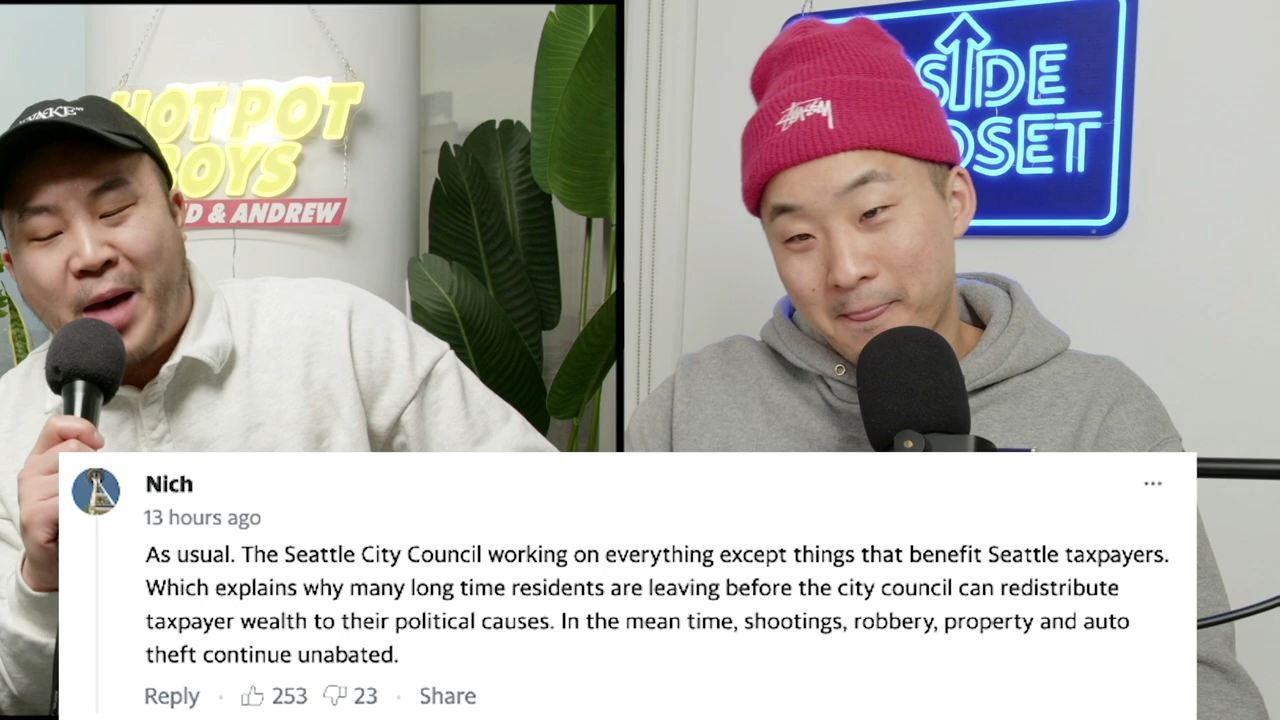 WAKE™
HOT POT
BOYS
D & ANDREW
Stüssy
SIDE
OSET
Nich
13 hours ago
As usual. The Seattle City Council working on everything except things that benefit Seattle taxpayers.
Which explains why many long time residents are leaving before the city council can redistribute
taxpayer wealth to their political causes. In the mean time, shootings, robbery, property and auto
theft continue unabated.
Reply · 253 23 · Share